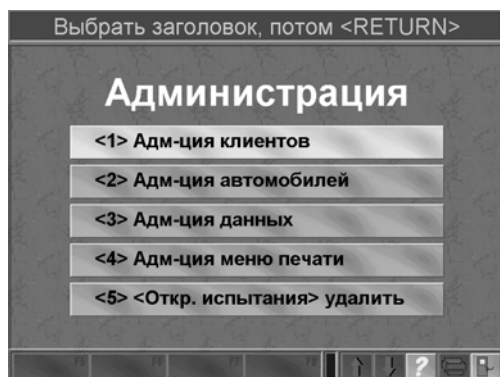 Выбрать заголовок, потом <RETURN>
Администрация
<1> Адм-ция клиентов
<2> Адм-ция автомобилей
<3> Адм-ция данных
<4> Адм-ция меню печати
<5> <Откр. испытания> удалить
?